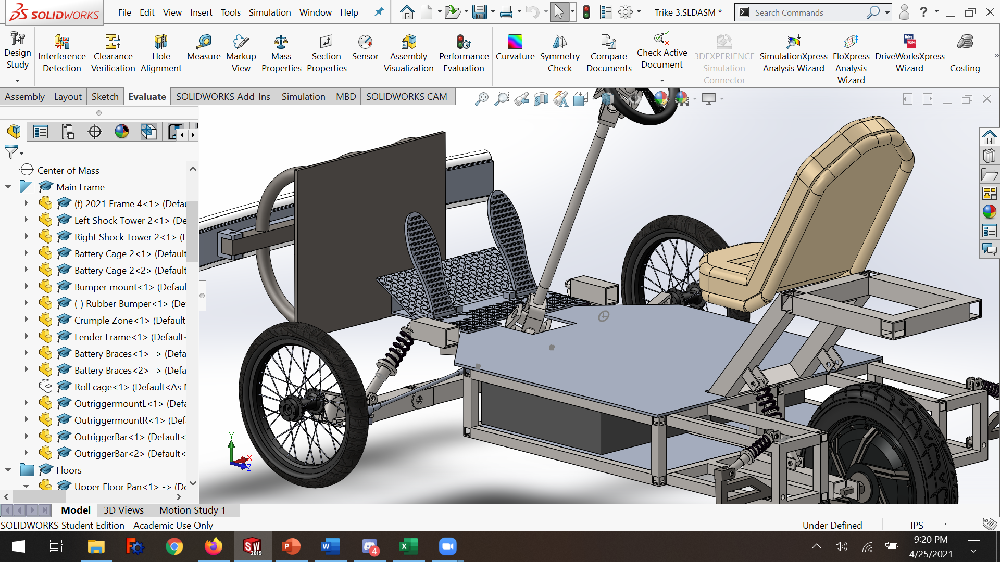 SOLIDWORKS
File Edit View Insert Tools Simulation Window Help
Trike 3.SLDASM *
Search Commands
?
Design Study
Interference Detection
Clearance Verification
Hole Alignment
Measure
Markup View
Mass Properties
Section Properties
Sensor
Assembly Visualization
Performance Evaluation
Curvature
Symmetry Check
Compare Documents
Check Active Document
3DEXPERIENCE Simulation Connector
SimulationXpress Analysis Wizard
FloXpress Analysis Wizard
DriveWorksXpress Wizard
Costing
Assembly Layout Sketch Evaluate SOLIDWORKS Add-Ins Simulation MBD SOLIDWORKS CAM
Center of Mass
Main Frame
(f) 2021 Frame 4<1> (Defau
Left Shock Tower 2<1> (De
Right Shock Tower 2<1> (D
Battery Cage 2<1> (Default
Battery Cage 2<2> (Default
Bumper mount<1> (Defaul
(-) Rubber Bumper<1> (De
Crumple Zone<1> (Default
Fender Frame<1> (Default<
Battery Braces<1> -> (Defa
Battery Braces<2> -> (Defa
Roll cage<1> (Default<As M
OutriggermountL<1> (Defa
OutriggermountR<1> (Def
OutriggerBar<1> (Default<
OutriggerBar<2> (Default<
Floors
Upper Floor Pan<1> -> (De
Y
X
Z
Model 3D Views Motion Study 1
SOLIDWORKS Student Edition - Academic Use Only
Under Defined IPS
SW 2019
P
W
4
X
9:20 PM
4/25/2021